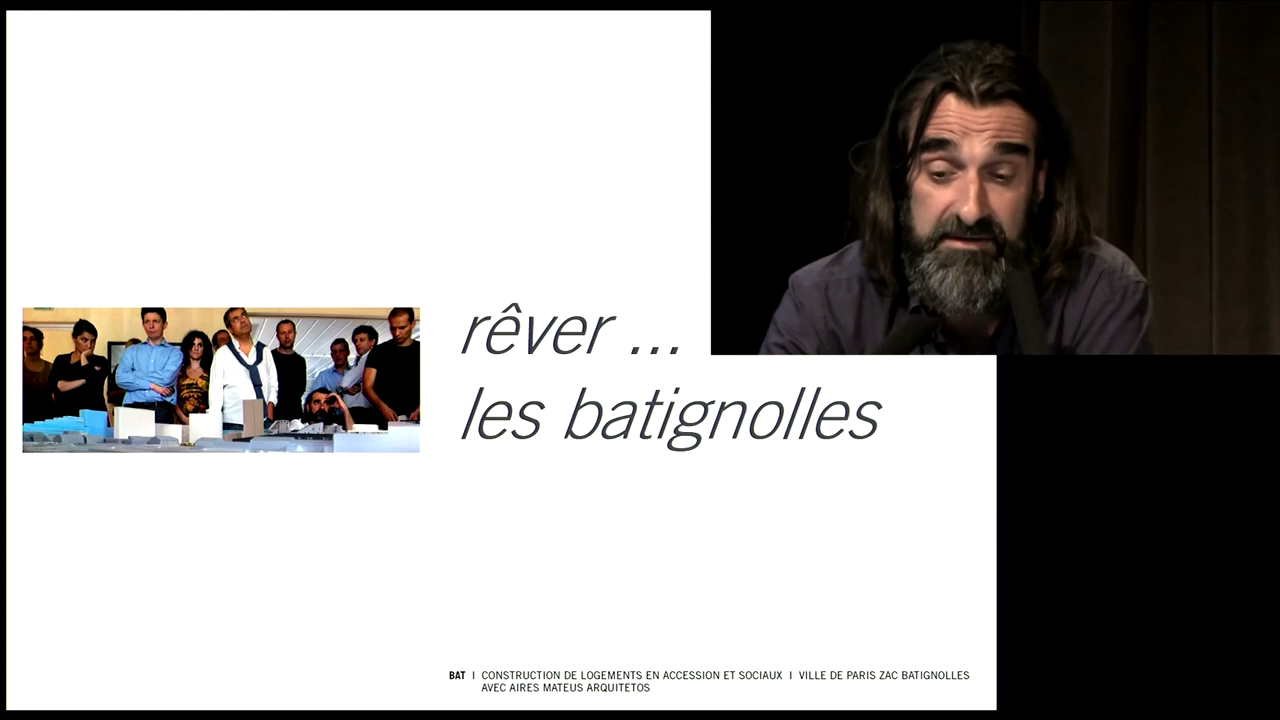 rêver ...
les batignolles
BAT | CONSTRUCTION DE LOGEMENTS EN ACCESSION ET SOCIAUX | VILLE DE PARIS ZAC BATIGNOLLES
AVEC AIRES MATEUS ARQUITETOS